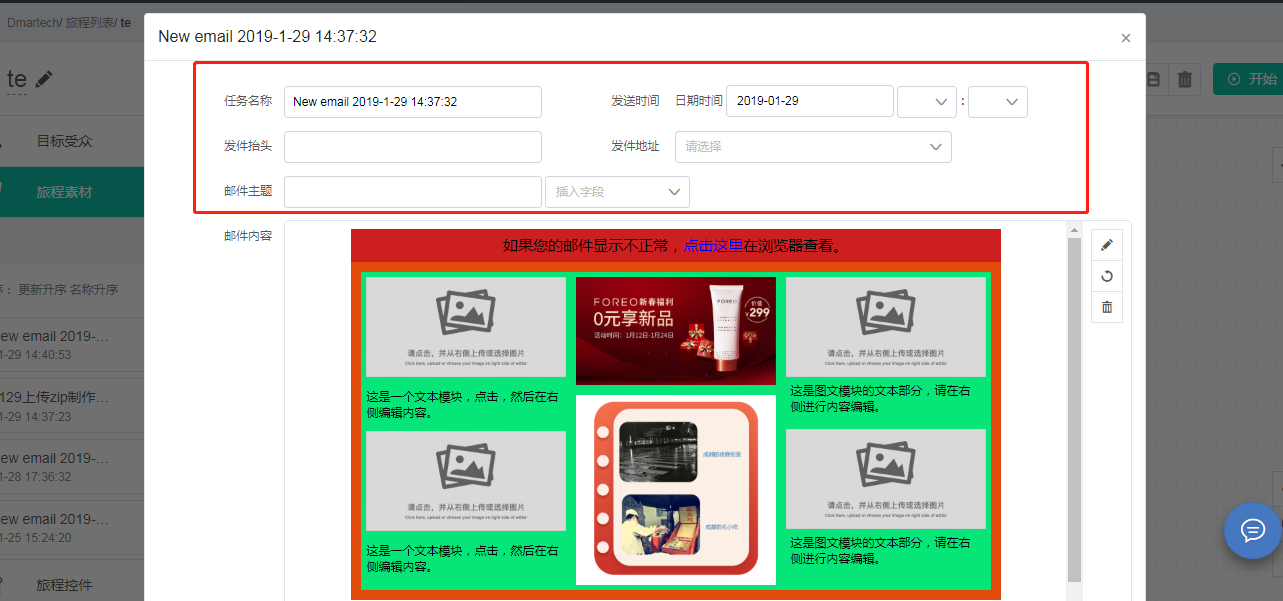 Dmartech/ 旅程列表/ te
te
开始
目标受众
旅程素材
更新升序 名称升序
ew email 2019-...
1-29 14:40:53
129上传zip制作...
1-29 14:37:23
ew email 2019-...
1-28 17:36:32
ew email 2019-...
1-25 15:24:20
旅程控件
New email 2019-1-29 14:37:32
×
任务名称 New email 2019-1-29 14:37:32 发送时间 日期时间 2019-01-29 :
发件抬头 发件地址 请选择
邮件主题 插入字段
邮件内容
如果您的邮件显示不正常，点击这里在浏览器查看。
请点击，并从右侧上传或选择图片
Click here, upload or choose your image on right side of editor
这是一个文本模块，点击，然后在右
侧编辑内容。
请点击，并从右侧上传或选择图片
Click here, upload or choose your image on right side of editor
这是一个文本模块，点击，然后在右
侧编辑内容。
FOREO新春福利
0元享新品
活动时间：1月12日-1月24日
FOREO
价值
¥299
成都的夜晚街景
成都的名小吃
请点击，并从右侧上传或选择图片
Click here, upload or choose your image on right side of editor
这是图文模块的文本部分，请在右
侧进行内容编辑。
请点击，并从右侧上传或选择图片
Click here, upload or choose your image on right side of editor
这是图文模块的文本部分，请在右
侧进行内容编辑。